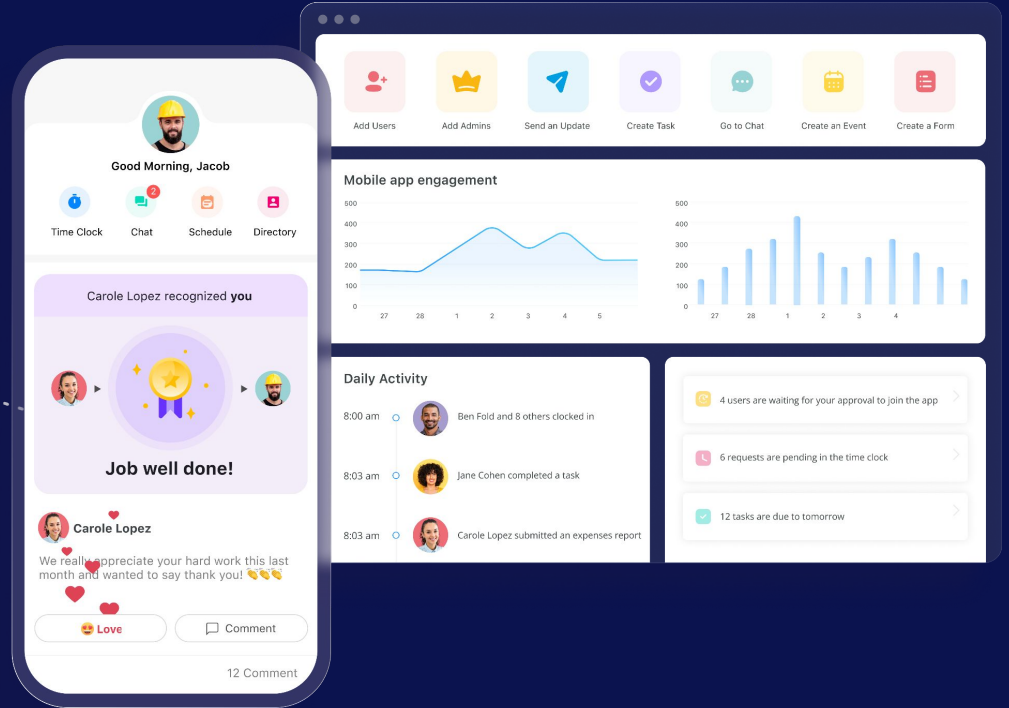 Good Morning, Jacob
Time Clock
2
Chat
Schedule
Directory
Carole Lopez recognized you
Job well done!
Carole Lopez
We really appreciate your hard work this last
month and wanted to say thank you! 👏👏👏
Love
Comment
12 Comment
Add Users
Add Admins
Send an Update
Create Task
Go to Chat
Create an Event
Create a Form
Mobile app engagement
500
400
300
200
100
0
27 28 1 2 3 4 5
500
400
300
200
100
0
27 28 1 2 3 4
Daily Activity
8:00 am Ben Fold and 8 others clocked in
8:03 am Jane Cohen completed a task
8:03 am Carole Lopez submitted an expenses report
4 users are waiting for your approval to join the app
6 requests are pending in the time clock
12 tasks are due to tomorrow